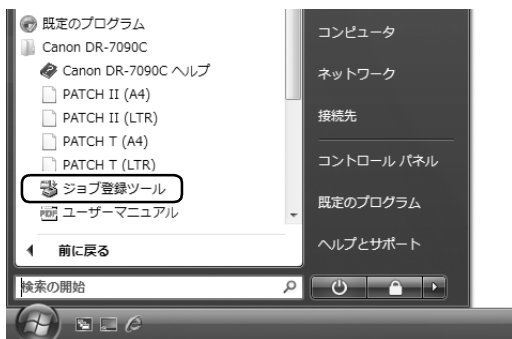 既定のプログラム
Canon DR-7090C
Canon DR-7090C ヘルプ
PATCH II (A4)
PATCH II (LTR)
PATCH T (A4)
PATCH T (LTR)
ジョブ登録ツール
PDF ユーザーマニュアル
前に戻る
検索の開始
コンピュータ
ネットワーク
接続先
コントロール パネル
既定のプログラム
ヘルプとサポート